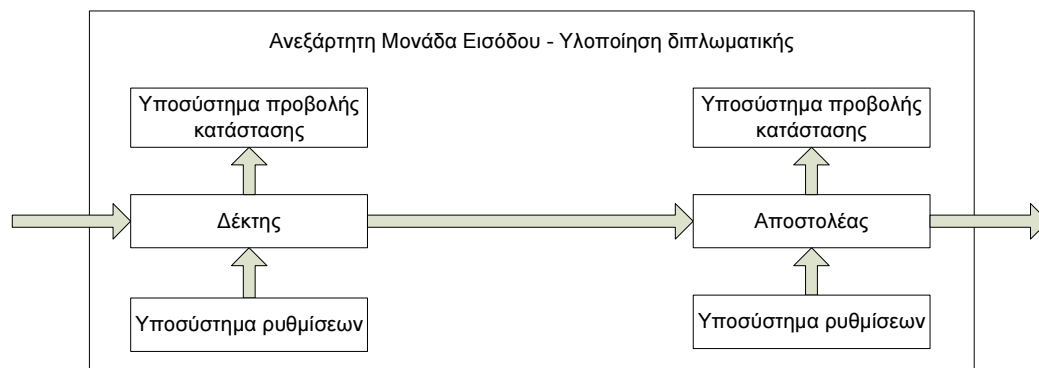 Ανεξάρτητη Μονάδα Εισόδου - Υλοποίηση διπλωματικής
Υποσύστημα προβολής
κατάστασης
Υποσύστημα προβολής
κατάστασης
Δέκτης
Αποστολέας
Υποσύστημα ρυθμίσεων
Υποσύστημα ρυθμίσεων